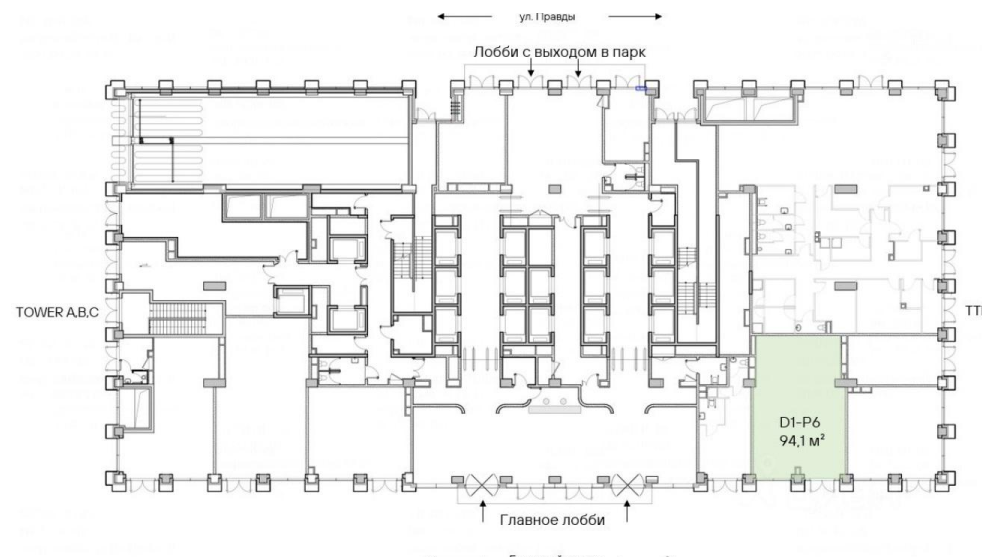 ул. Правды
Лобби с выходом в парк
TOWER A,B,C
D1-P6
94,1 м²
Главное лобби